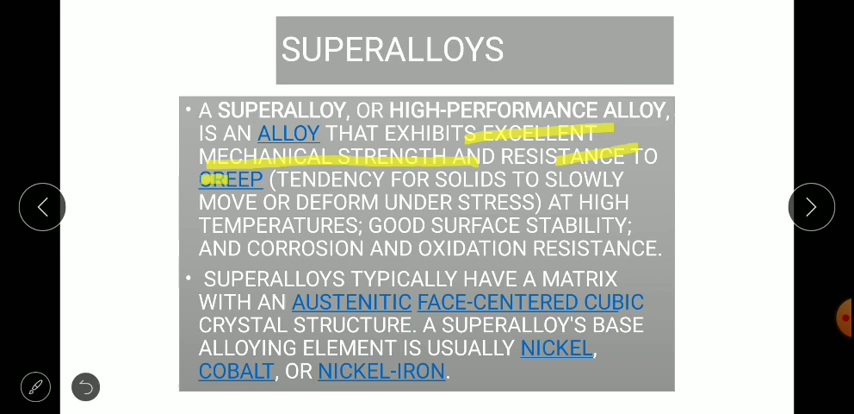 SUPERALLOYS
• A SUPERALLOY, OR HIGH-PERFORMANCE ALLOY,
IS AN ALLOY THAT EXHIBITS EXCELLENT
MECHANICAL STRENGTH AND RESISTANCE TO
CREEP (TENDENCY FOR SOLIDS TO SLOWLY
MOVE OR DEFORM UNDER STRESS) AT HIGH
TEMPERATURES; GOOD SURFACE STABILITY;
AND CORROSION AND OXIDATION RESISTANCE.
• SUPERALLOYS TYPICALLY HAVE A MATRIX
WITH AN AUSTENITIC FACE-CENTERED CUBIC
CRYSTAL STRUCTURE. A SUPERALLOY'S BASE
ALLOYING ELEMENT IS USUALLY NICKEL,
COBALT, OR NICKEL-IRON.